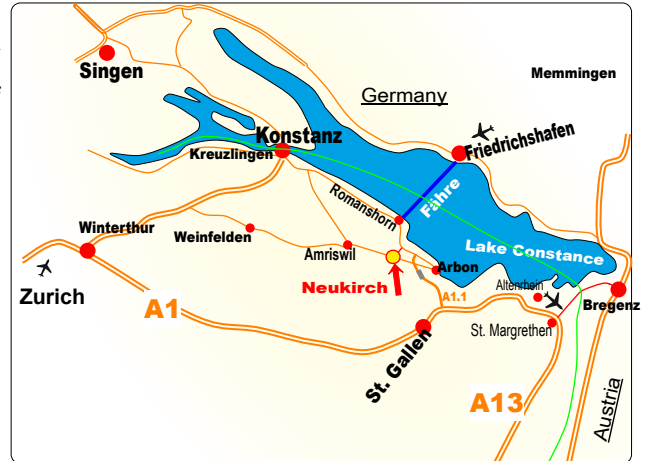 Memmingen
Singen
Germany
Konstanz
Friedrichshafen
Kreuzlingen
Romanshorn
Fähre
Winterthur
Weinfelden
Amriswil
Lake Constance
Arbon
Neukirch
Altenrhein
Zurich
A1
A1.1
Bregenz
St. Margrethen
St. Gallen
A13
Austria